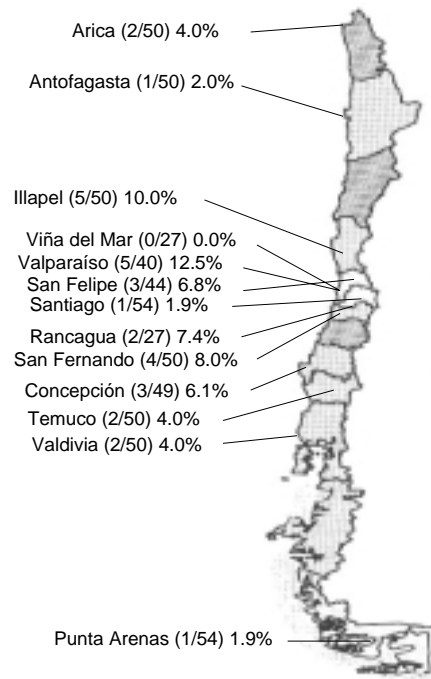 Arica (2/50) 4.0%
Antofagasta (1/50) 2.0%
Illapel (5/50) 10.0%
Viña del Mar (0/27) 0.0%
Valparaíso (5/40) 12.5%
San Felipe (3/44) 6.8%
Santiago (1/54) 1.9%
Rancagua (2/27) 7.4%
San Fernando (4/50) 8.0%
Concepción (3/49) 6.1%
Temuco (2/50) 4.0%
Valdivia (2/50) 4.0%
Punta Arenas (1/54) 1.9%